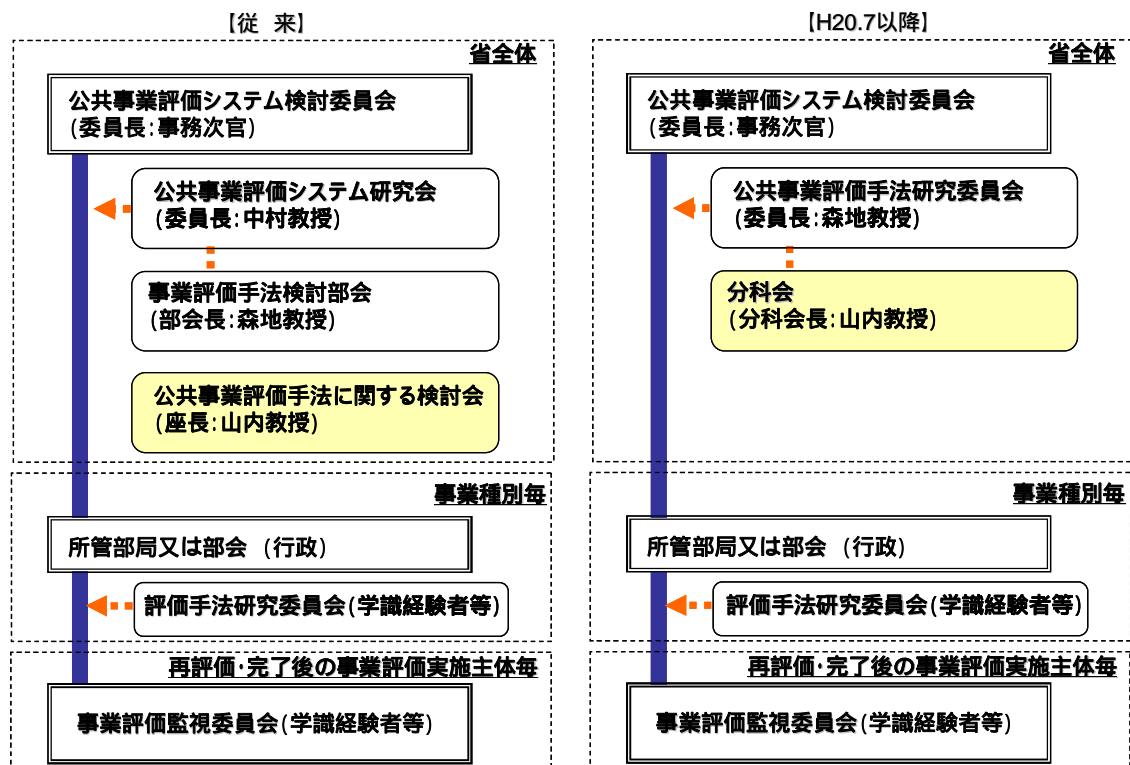 【従　来】
省全体
公共事業評価システム検討委員会
(委員長:事務次官)
公共事業評価システム研究会
(委員長:中村教授)
事業評価手法検討部会
(部会長:森地教授)
公共事業評価手法に関する検討会
(座長:山内教授)
事業種別毎
所管部局又は部会 (行政)
評価手法研究委員会(学識経験者等)
再評価・完了後の事業評価実施主体毎
事業評価監視委員会(学識経験者等)
【H20.7以降】
省全体
公共事業評価システム検討委員会
(委員長:事務次官)
公共事業評価手法研究委員会
(委員長:森地教授)
分科会
(分科会長:山内教授)
事業種別毎
所管部局又は部会 (行政)
評価手法研究委員会(学識経験者等)
再評価・完了後の事業評価実施主体毎
事業評価監視委員会(学識経験者等)